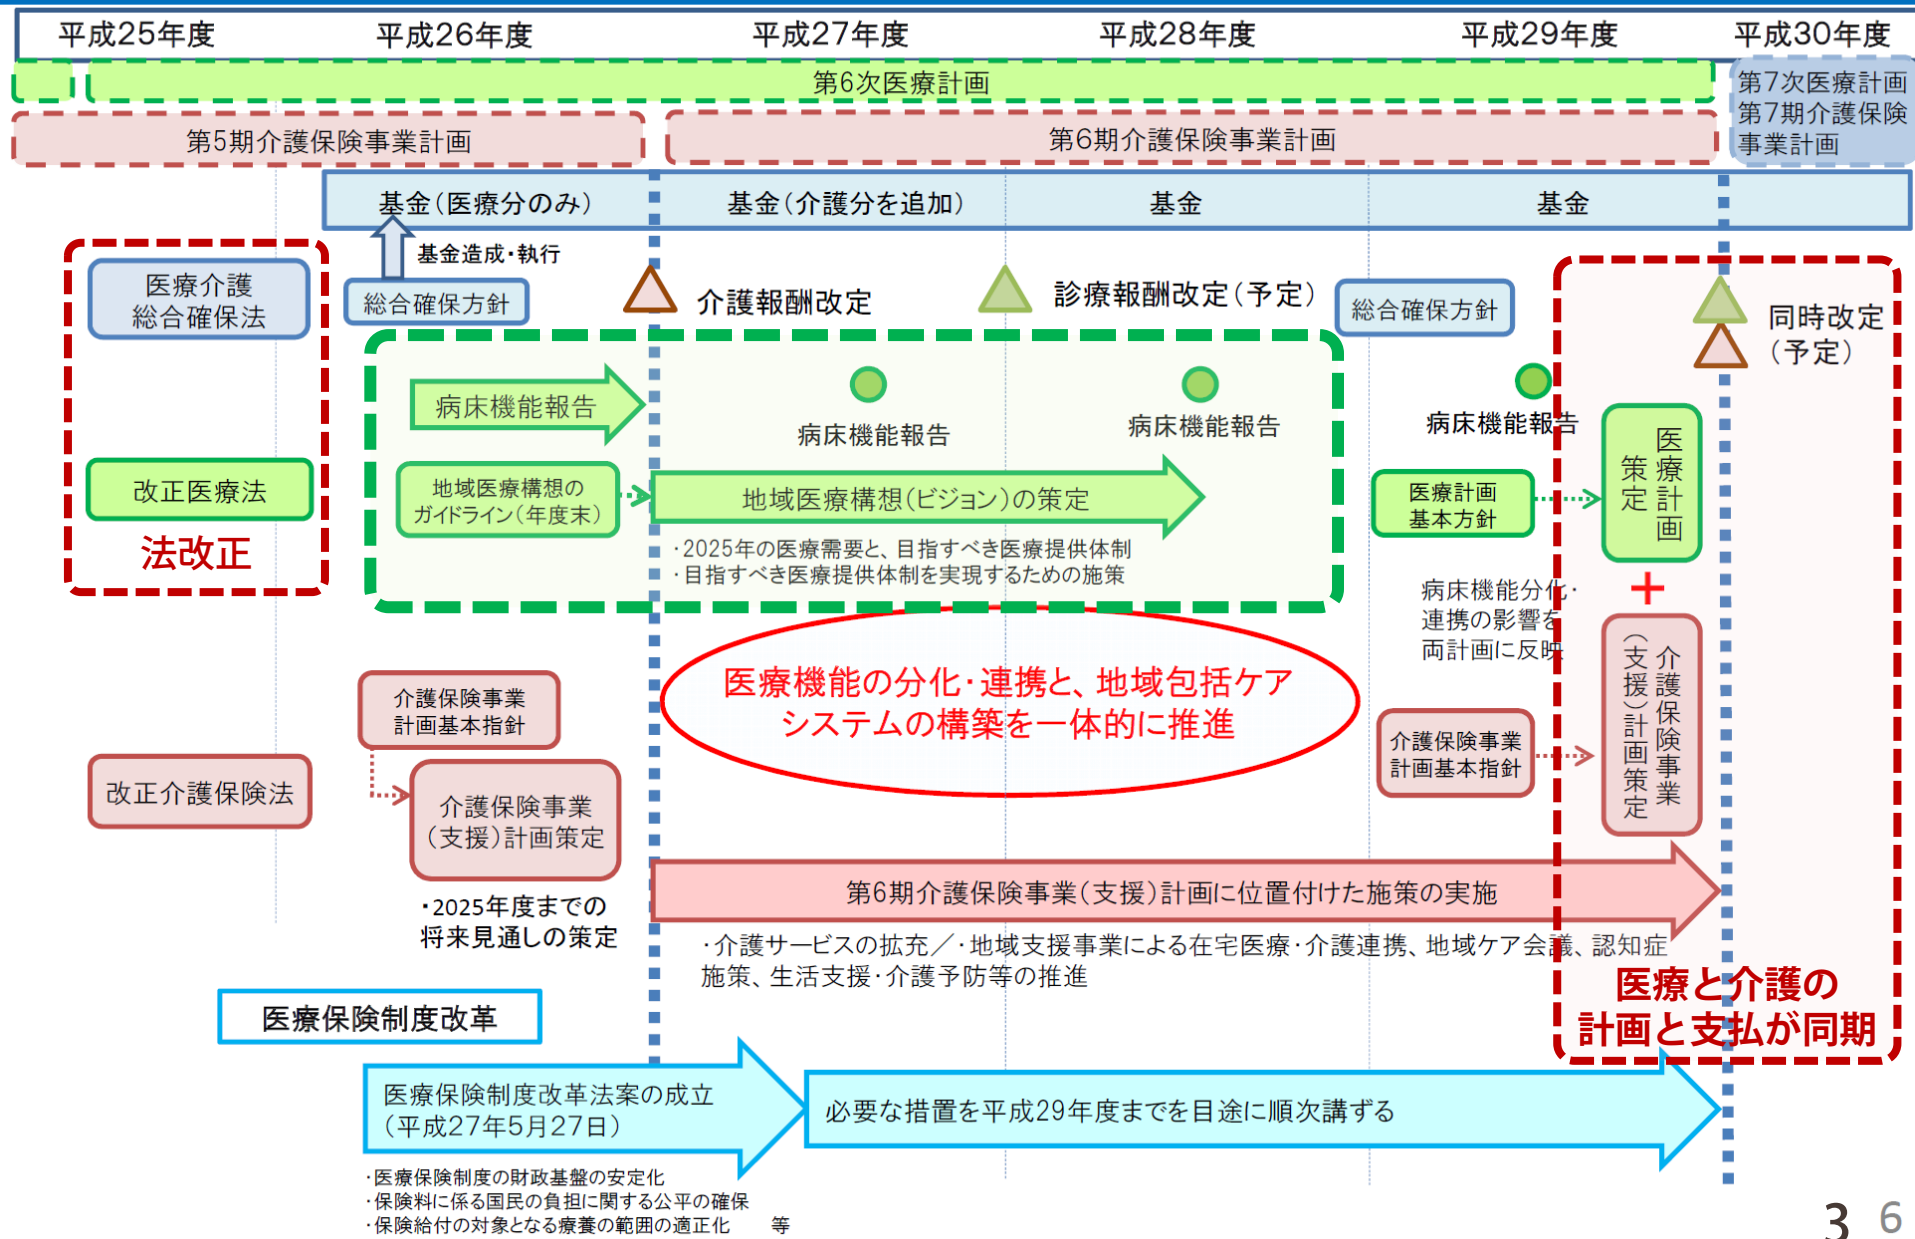 平成25年度
平成26年度
平成27年度
平成28年度
平成29年度
平成30年度
第6次医療計画
第7次医療計画
第7期介護保険
事業計画
第5期介護保険事業計画
第6期介護保険事業計画
基金(医療分のみ)
基金(介護分を追加)
基金
基金
基金造成・執行
医療介護
総合確保法
総合確保方針
介護報酬改定
診療報酬改定(予定)
総合確保方針
同時改定
(予定)
病床機能報告
病床機能報告
病床機能報告
病床機能報告
改正医療法
法改正
地域医療構想の
ガイドライン(年度末)
地域医療構想(ビジョン)の策定
・2025年の医療需要と、目指すべき医療提供体制
・目指すべき医療提供体制を実現するための施策
医療計画
基本方針
医療計画
策定
+
病床機能分化・
連携の影響を
両計画に反映
医療機能の分化・連携と、地域包括ケア
システムの構築を一体的に推進
介護保険事業
計画基本指針
介護保険事業
計画基本指針
介護保険事業
(支援)計画策定
改正介護保険法
介護保険事業
(支援)計画策定
・2025年度までの
将来見通しの策定
第6期介護保険事業(支援)計画に位置付けた施策の実施
・介護サービスの拡充/・地域支援事業による在宅医療・介護連携、地域ケア会議、認知症
施策、生活支援・介護予防等の推進
医療と介護の
計画と支払が同期
医療保険制度改革
医療保険制度改革法案の成立
(平成27年5月27日)
必要な措置を平成29年度までを目途に順次講ずる
・医療保険制度の財政基盤の安定化
・保険料に係る国民の負担に関する公平の確保
・保険給付の対象となる療養の範囲の適正化 等
3 6